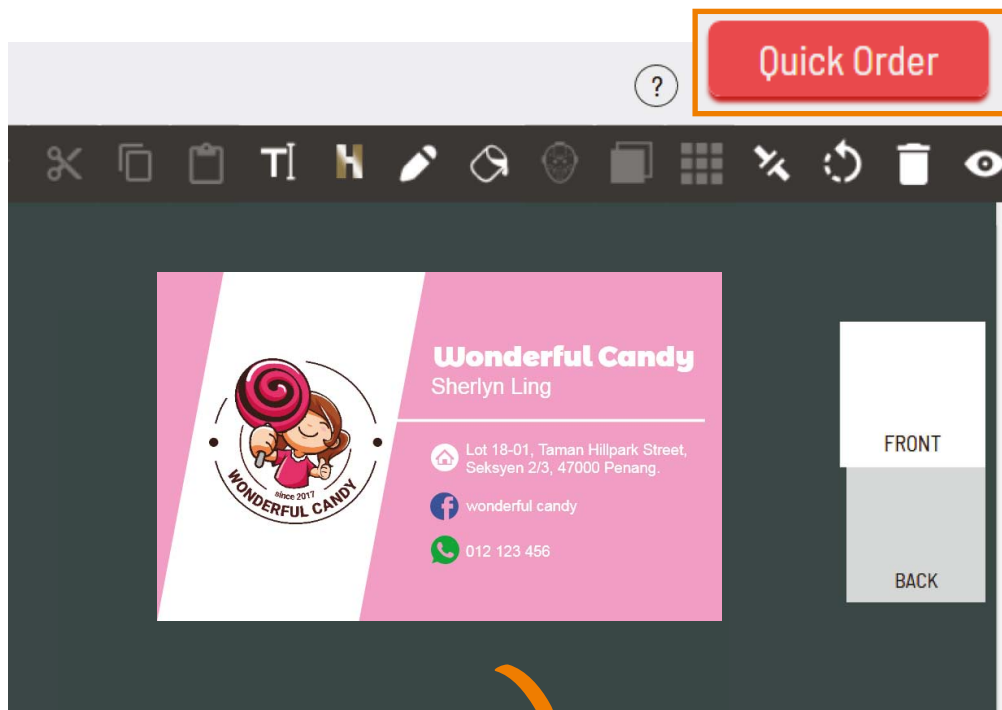 Quick Order
?
T
H
Wonderful Candy
Sherlyn Ling
Lot 18-01, Taman Hillpark Street,
Seksyen 2/3, 47000 Penang.
wonderful candy
012 123 456
since 2017
WONDERFUL CANDY
FRONT
BACK